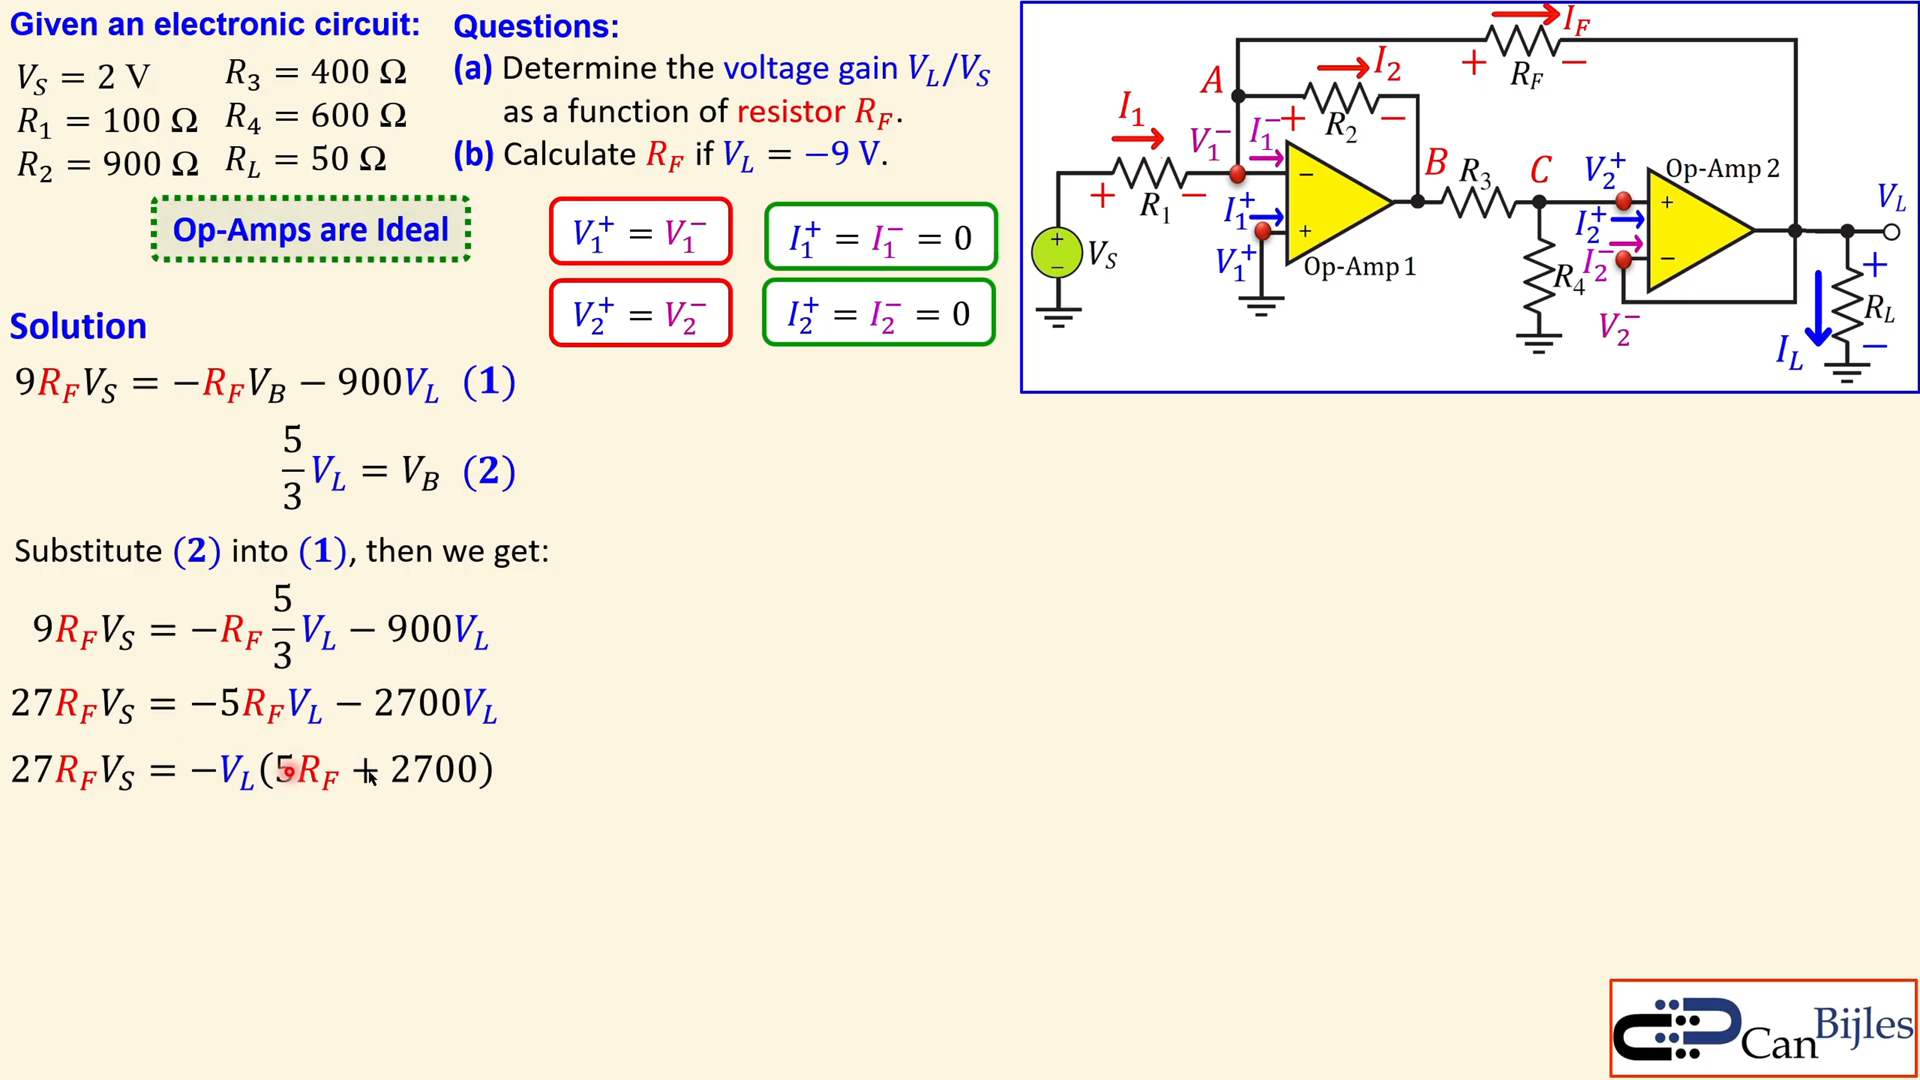 Given an electronic circuit:
V_S = 2 V
R_1 = 100 Ω
R_2 = 900 Ω
R_3 = 400 Ω
R_4 = 600 Ω
R_L = 50 Ω
Questions:
(a) Determine the voltage gain V_L/V_S
as a function of resistor R_F.
(b) Calculate R_F if V_L = −9 V.
Op-Amps are Ideal
V_1^+ = V_1^-
I_1^+ = I_1^- = 0
V_2^+ = V_2^-
I_2^+ = I_2^- = 0
Solution
9R_F V_S = −R_F V_B − 900V_L (1)
5/3 V_L = V_B (2)
Substitute (2) into (1), then we get:
9R_F V_S = −R_F 5/3 V_L − 900V_L
27R_F V_S = −5R_F V_L − 2700V_L
27R_F V_S = −V_L(5R_F + 2700)
I_F
+ R_F −
A
I_2
+ R_2 −
I_1
V_1^-
I_1^-
+ R_1 −
I_1^+
V_1^+
− +
Op-Amp 1
+ −
V_S
B
R_3
C
R_4
V_2^+
I_2^+
I_2^-
V_2^-
+ −
Op-Amp 2
V_L
+ R_L −
I_L
Can Bijles